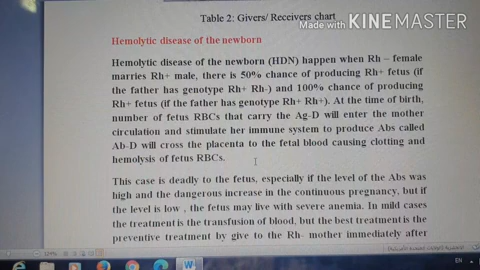 Table 2: Givers/ Receivers chart
Made with KINEMASTER
Hemolytic disease of the newborn
Hemolytic disease of the newborn (HDN) happen when Rh – female
marries Rh+ male, there is 50% chance of producing Rh+ fetus (if
the father has genotype Rh+ Rh-) and 100% chance of producing
Rh+ fetus (if the father has genotype Rh+ Rh+). At the time of birth,
number of fetus RBCs that carry the Ag-D will enter the mother
circulation and stimulate her immune system to produce Abs called
Ab-D will cross the placenta to the fetal blood causing clotting and
hemolysis of fetus RBCs.
This case is deadly to the fetus, especially if the level of the Abs was
high and the dangerous increase in the continuous pregnancy, but if
the level is low , the fetus may live with severe anemia. In mild cases
the treatment is the transfusion of blood, but the best treatment is the
preventive treatment by give to the Rh- mother immediately after
124%
EN